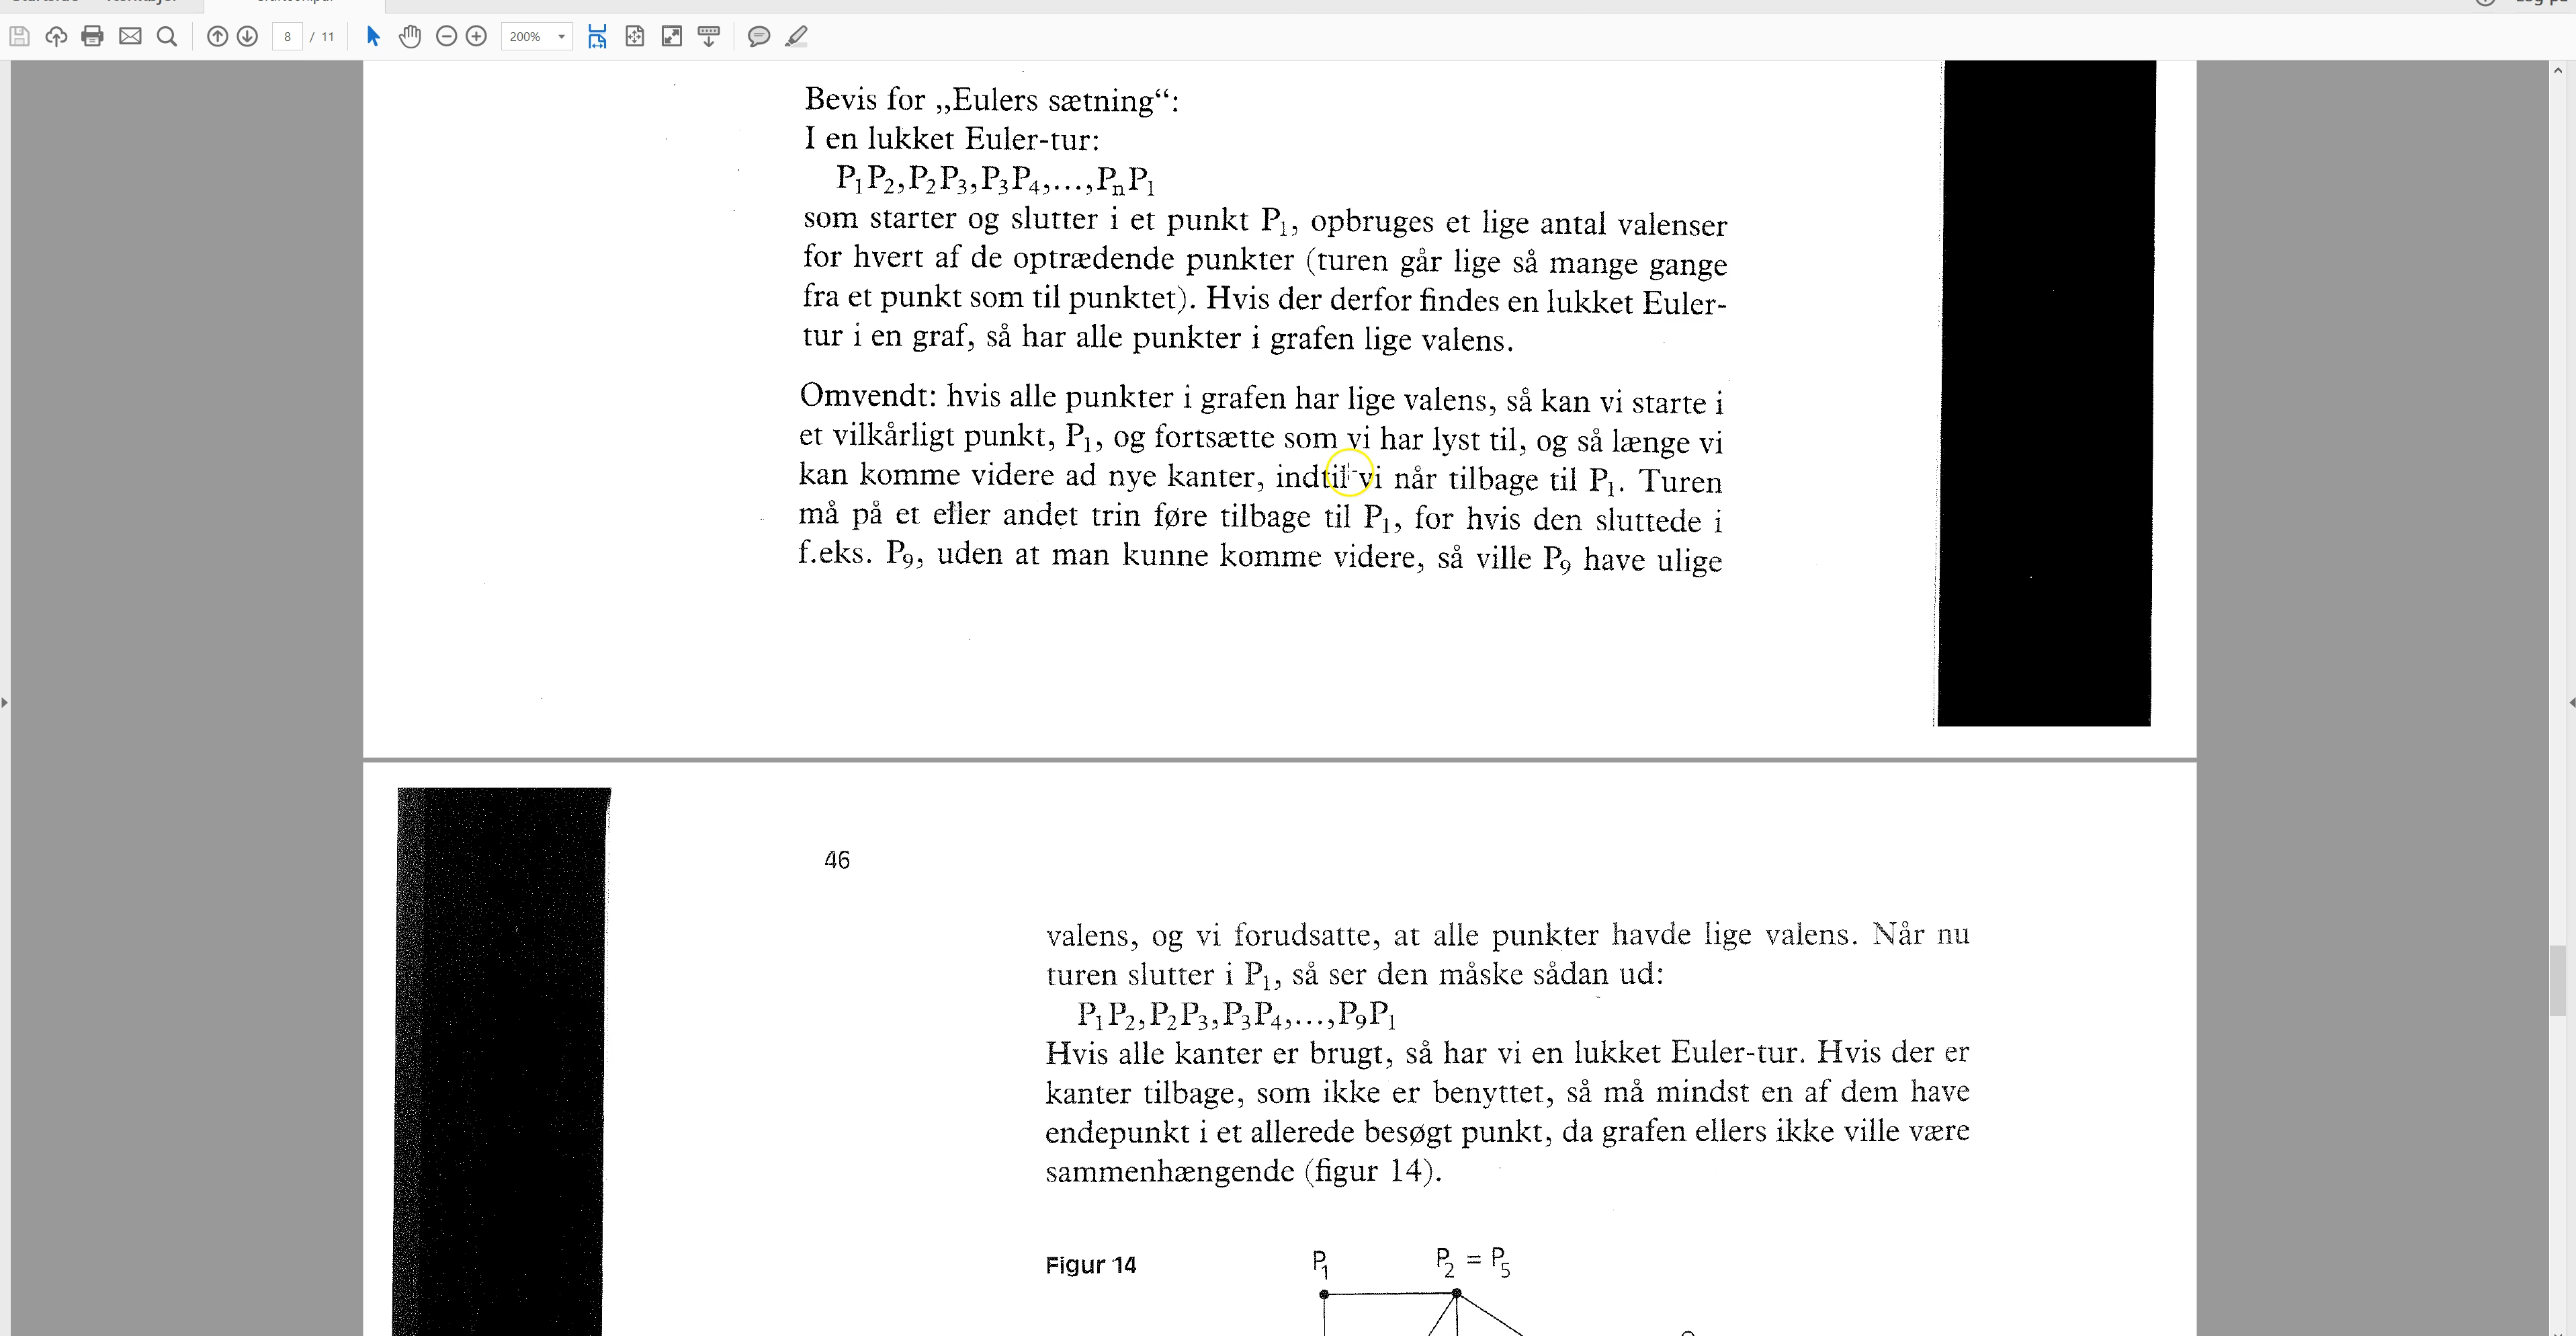 8 / 11
200%
Bevis for „Eulers sætning“:
I en lukket Euler-tur:
P₁P₂,P₂P₃,P₃P₄,...,PₙP₁
som starter og slutter i et punkt P₁, opbruges et lige antal valenser
for hvert af de optrædende punkter (turen går lige så mange gange
fra et punkt som til punktet). Hvis der derfor findes en lukket Euler-
tur i en graf, så har alle punkter i grafen lige valens.
Omvendt: hvis alle punkter i grafen har lige valens, så kan vi starte i
et vilkårligt punkt, P₁, og fortsætte som vi har lyst til, og så længe vi
kan komme videre ad nye kanter, indtil vi når tilbage til P₁. Turen
må på et eller andet trin føre tilbage til P₁, for hvis den sluttede i
f.eks. P₉, uden at man kunne komme videre, så ville P₉ have ulige
46
valens, og vi forudsatte, at alle punkter havde lige valens. Når nu
turen slutter i P₁, så ser den måske sådan ud:
P₁P₂,P₂P₃,P₃P₄,...,P₉P₁
Hvis alle kanter er brugt, så har vi en lukket Euler-tur. Hvis der er
kanter tilbage, som ikke er benyttet, så må mindst en af dem have
endepunkt i et allerede besøgt punkt, da grafen ellers ikke ville være
sammenhængende (figur 14).
Figur 14
P₁ P₂ = P₅